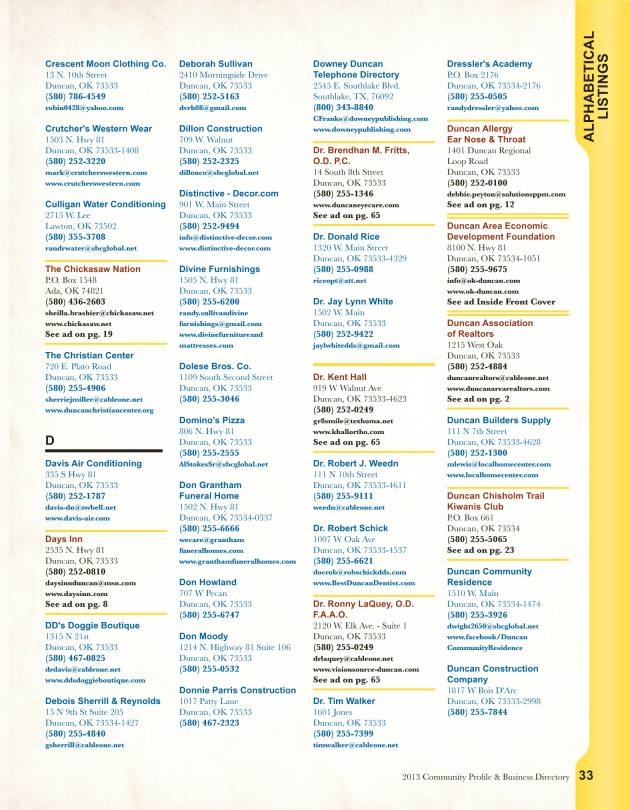 ALPHABETICAL
LISTINGS
Crescent Moon Clothing Co.
13 N. 10th Street
Duncan, OK 73533
(580) 786-4549
robin0428@yahoo.com
Crutcher's Western Wear
1503 N. Hwy 81
Duncan, OK 73533-1408
(580) 252-3220
mark@crutcherswestern.com
www.crutcherswestern.com
Culligan Water Conditioning
2715 W. Lee
Lawton, OK 73502
(580) 355-3708
randrwater@sbcglobal.net
The Chickasaw Nation
P.O. Box 1548
Ada, OK 74821
(580) 436-2603
sheilla.brashier@chickasaw.net
www.chickasaw.net
See ad on pg. 19
The Christian Center
720 E. Plato Road
Duncan, OK 73533
(580) 255-4906
sherriejmiller@cableone.net
www.duncanchristiancenter.org
D
Davis Air Conditioning
335 S Hwy 81
Duncan, OK 73533
(580) 252-1787
davis-dn@swbell.net
www.davis-air.com
Days Inn
2535 N. Hwy 81
Duncan, OK 73533
(580) 252-0810
daysinnduncan@msn.com
www.daysinn.com
See ad on pg. 8
DD's Doggie Boutique
1315 N 21st
Duncan, OK 73533
(580) 467-0825
drdavis@cableone.net
www.ddsdoggieboutique.com
Debois Sherrill & Reynolds
15 N 9th St Suite 205
Duncan, OK 73534-1427
(580) 255-4840
gsherrill@cableone.net
Deborah Sullivan
2410 Morningside Drive
Duncan, OK 73533
(580) 252-5163
dvrh08@gmail.com
Dillon Construction
709 W. Walnut
Duncan, OK 73533
(580) 252-2325
dillonco@sbcglobal.net
Distinctive - Decor.com
901 W. Main Street
Duncan, OK 73533
(580) 252-9494
info@distinctive-decor.com
www.distinctive-decor.com
Divine Furnishings
1505 N. Hwy 81
Duncan, OK 73533
(580) 255-6200
randy.sullivandivine
furnishings@gmail.com
www.divinefurnitureand
mattresses.com
Dolese Bros. Co.
1109 South Second Street
Duncan, OK 73533
(580) 255-3046
Domino's Pizza
806 N. Hwy 81
Duncan, OK 73533
(580) 255-2555
AlStokesSr@sbcglobal.net
Don Grantham
Funeral Home
1502 N. Hwy 81
Duncan, OK 73534-0337
(580) 255-6666
wecare@grantham
funeralhomes.com
www.granthamfuneralhomes.com
Don Howland
707 W Pecan
Duncan, OK 73533
(580) 255-6747
Don Moody
1214 N. Highway 81 Suite 106
Duncan, OK 73533
(580) 255-0532
Donnie Parris Construction
1017 Patty Lane
Duncan, OK 73533
(580) 467-2323
Downey Duncan
Telephone Directory
2545 E. Southlake Blvd.
Southlake, TX, 76092
(800) 343-8840
CFranks@downeypublishing.com
www.downeypublishing.com
Dr. Brendhan M. Fritts,
O.D. P.C.
14 South 8th Street
Duncan, OK 73533
(580) 255-1346
www.duncaneyecare.com
See ad on pg. 65
Dr. Donald Rice
1320 W. Main Street
Duncan, OK 73533-4329
(580) 255-0988
riceopt@att.net
Dr. Jay Lynn White
1502 W. Main
Duncan, OK 73533
(580) 252-9422
jaylwhitedds@gmail.com
Dr. Kent Hall
919 W Walnut Ave
Duncan, OK 73533-4623
(580) 252-0249
gr8smile@texhoma.net
www.khallortho.com
See ad on pg. 65
Dr. Robert J. Weedn
111 N 10th Street
Duncan, OK 73533-4611
(580) 255-9111
weedn@cableone.net
Dr. Robert Schick
1007 W Oak Ave
Duncan, OK 73533-4537
(580) 255-6621
docrob@robschickdds.com
www.BestDuncanDentist.com
Dr. Ronny LaQuey, O.D.
F.A.A.O.
2120 W. Elk Ave. - Suite 1
Duncan, OK 73533
(580) 255-0249
drlaquey@cableone.net
www.visionsource-duncan.com
See ad on pg. 65
Dr. Tim Walker
1601 Jones
Duncan, OK 73533
(580) 255-7399
timwalker@cableone.net
Dressler's Academy
P.O. Box 2176
Duncan, OK 73534-2176
(580) 255-0505
randydressler@yahoo.com
Duncan Allergy
Ear Nose & Throat
1401 Duncan Regional
Loop Road
Duncan, OK 73533
(580) 252-0100
debbie.peyton@solutionsppm.com
See ad on pg. 12
Duncan Area Economic
Development Foundation
8100 N. Hwy 81
Duncan, OK 73534-1051
(580) 255-9675
info@ok-duncan.com
www.ok-duncan.com
See ad Inside Front Cover
Duncan Association
of Realtors
1215 West Oak
Duncan, OK 73533
(580) 252-4884
duncanrealtors@cableone.net
www.duncanarearealtors.com
See ad on pg. 2
Duncan Builders Supply
111 N 7th Street
Duncan, OK 73533-4628
(580) 252-1300
mlewis@localhomecenter.com
www.localhomecenter.com
Duncan Chisholm Trail
Kiwanis Club
P.O. Box 661
Duncan, OK 73534
(580) 255-5065
See ad on pg. 23
Duncan Community
Residence
1510 W. Main
Duncan, OK 73534-1474
(580) 255-3926
dwight2650@sbcglobal.net
www.facebook/Duncan
CommunityResidence
Duncan Construction
Company
1817 W Bois D'Arc
Duncan, OK 73533-2998
(580) 255-7844
2013 Community Profile & Business Directory
33